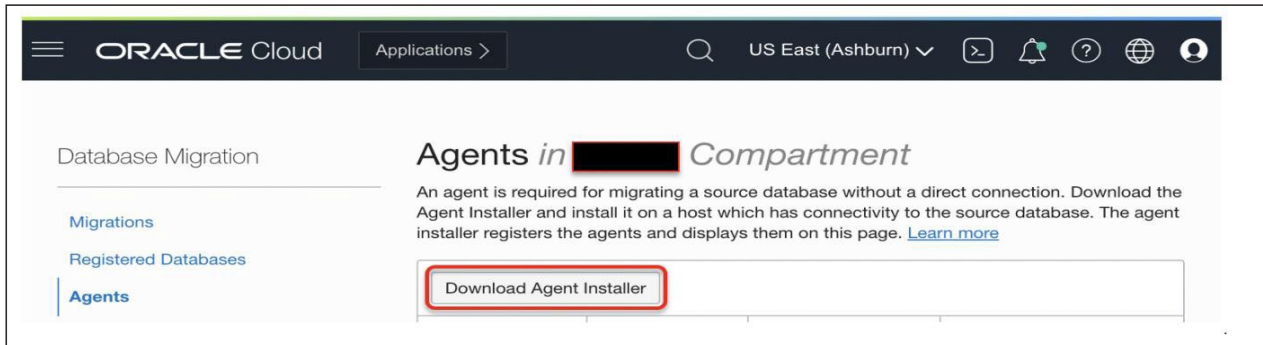 ORACLE Cloud
Applications >
US East (Ashburn)
Database Migration
Migrations
Registered Databases
Agents
Agents in Compartment
An agent is required for migrating a source database without a direct connection. Download the
Agent Installer and install it on a host which has connectivity to the source database. The agent
installer registers the agents and displays them on this page. Learn more
Download Agent Installer